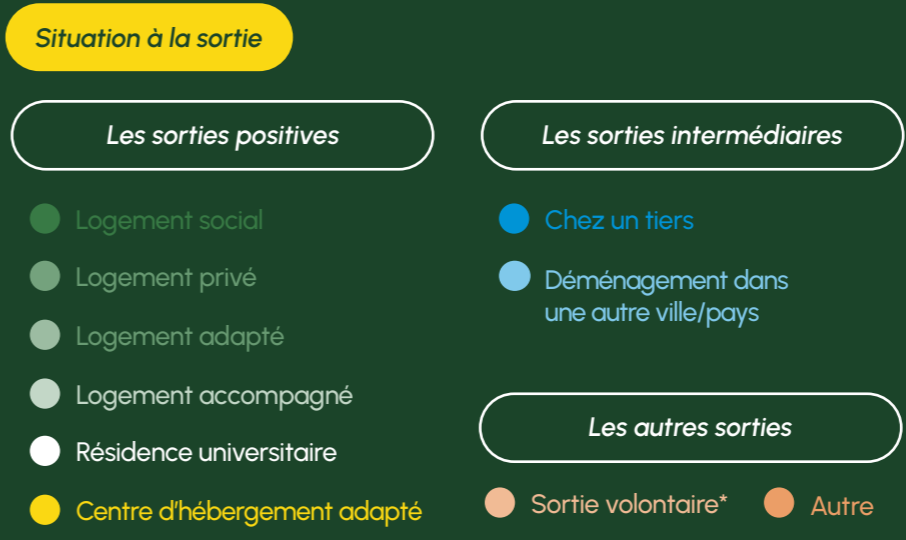 Situation à la sortie
Les sorties positives
Logement social
Logement privé
Logement adapté
Logement accompagné
Résidence universitaire
Centre d'hébergement adapté
Les sorties intermédiaires
Chez un tiers
Déménagement dans
une autre ville/pays
Les autres sorties
Sortie volontaire*
Autre